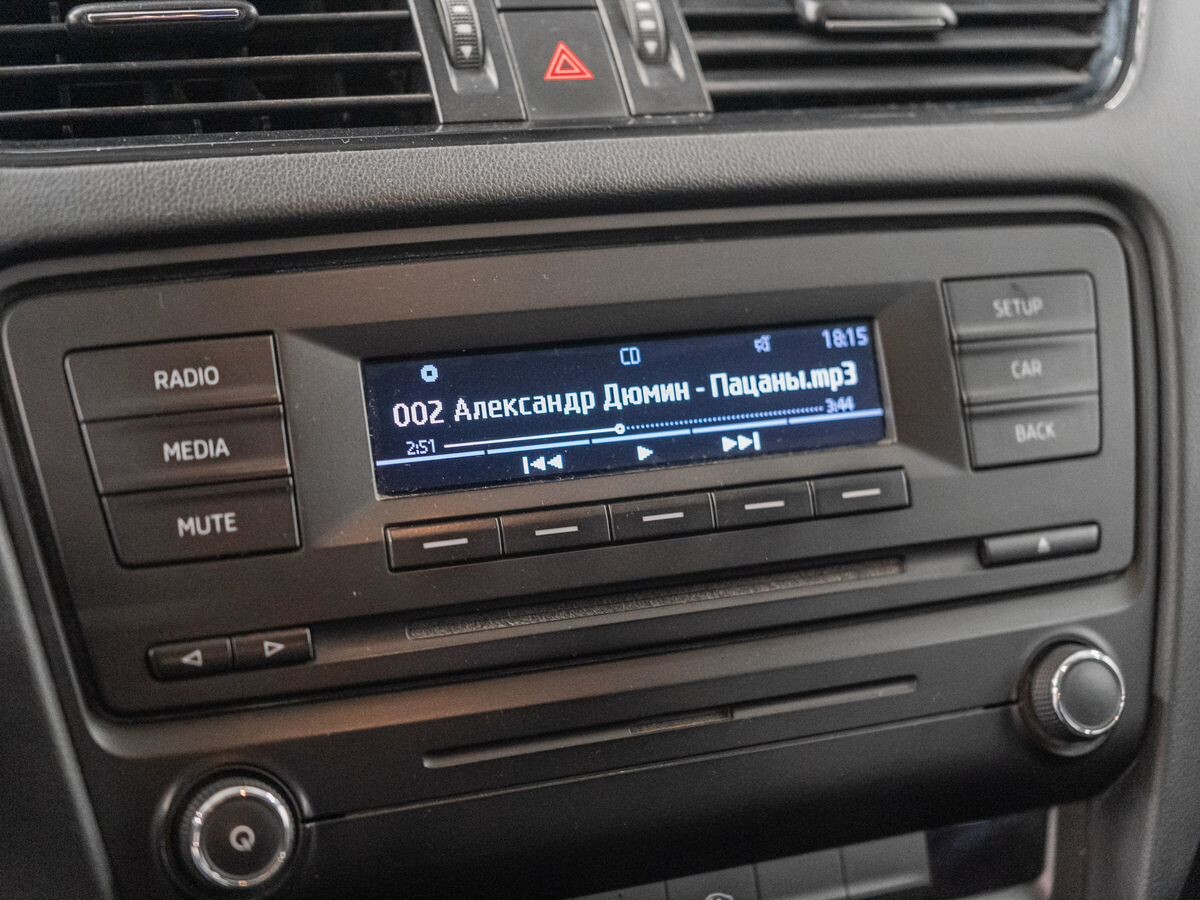 RADIO
MEDIA
MUTE
CD
18:15
002 Александр Дюмин - Пацаны.mp3
2:51
3:44
SETUP
CAR
BACK